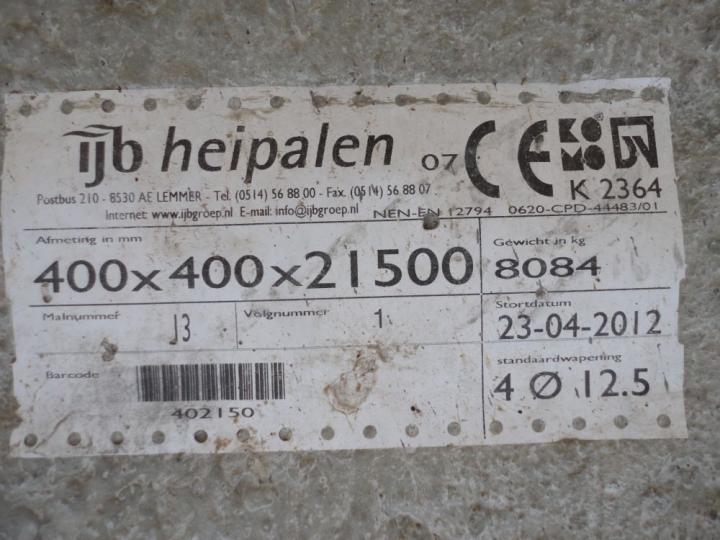 ijb heipalen 07 CE KOMO
Postbus 210 - 8530 AE LEMMER - Tel. (0514) 56 88 00 - Fax. (0514) 56 88 07 K 2364
Internet: www.ijbgroep.nl E-mail: info@ijbgroep.nl NEN-EN 12794 0620-CPD-44483/01
Afmeting in mm Gewicht in kg
400x400x21500 8084
Malnummer J3 Volgnummer 1 Stortdatum
23-04-2012
Barcode standaardwapening
402150 4 Ø 12.5